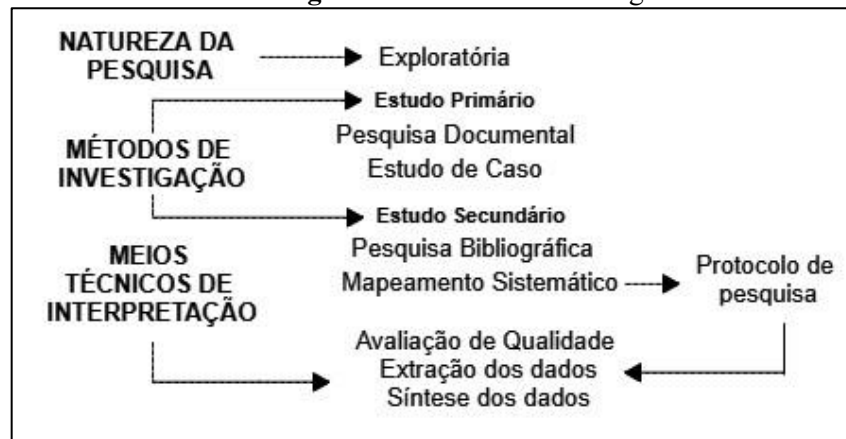 NATUREZA DA
PESQUISA
Exploratória
Estudo Primário
Pesquisa Documental
Estudo de Caso
MÉTODOS DE
INVESTIGAÇÃO
Estudo Secundário
Pesquisa Bibliográfica
Mapeamento Sistemático
Protocolo de
pesquisa
MEIOS
TÉCNICOS DE
INTERPRETAÇÃO
Avaliação de Qualidade
Extração dos dados
Síntese dos dados